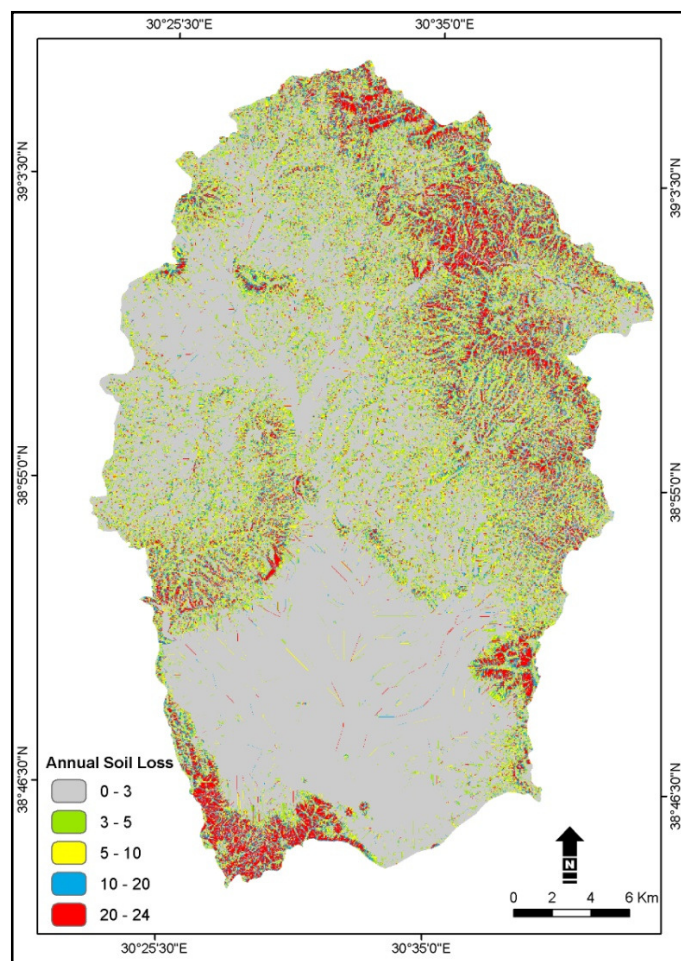 30°25'30"E
30°35'0"E
39°3'30"N
39°3'30"N
38°55'0"N
38°55'0"N
38°46'30"N
38°46'30"N
Annual Soil Loss
0 - 3
3 - 5
5 - 10
10 - 20
20 - 24
N
0 2 4 6 Km
30°25'30"E
30°35'0"E